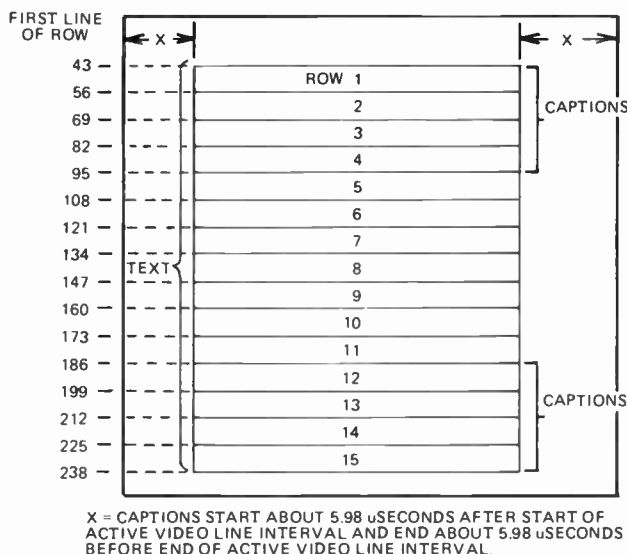 FIRST LINE
OF ROW
X
X
43
ROW 1
56
2
CAPTIONS
69
3
82
4
95
5
108
6
121
7
134
TEXT
8
147
9
160
10
173
11
186
12
199
13
CAPTIONS
212
14
225
15
238
X = CAPTIONS START ABOUT 5.98 uSECONDS AFTER START OF
ACTIVE VIDEO LINE INTERVAL AND END ABOUT 5.98 uSECONDS
BEFORE END OF ACTIVE VIDEO LINE INTERVAL.